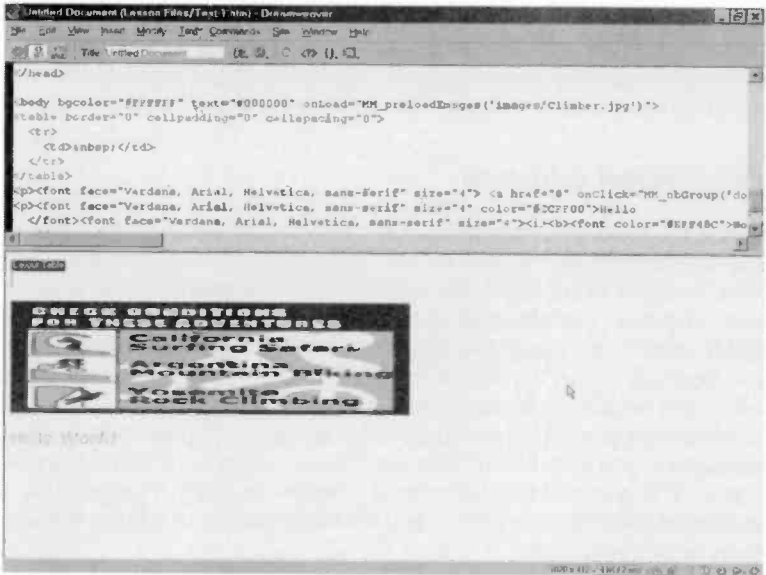 Untitled Document (Lesson Files/Test1.htm) - Dreamweaver
File Edit View Insert Modify Text Commands Site Window Help
Title: Untitled Document
</head>
<body bgcolor="#FFFFFF" text="#000000" onLoad="MM_preloadImages('images/Climber.jpg')">
<table border="0" cellpadding="0" cellspacing="0">
<tr>
<td>&nbsp;</td>
</tr>
</table>
<p><font face="Verdana, Arial, Helvetica, sans-serif" size="4"> <a href="#" onClick="MM_nbGroup('do
<p><font face="Verdana, Arial, Helvetica, sans-serif" size="4" color="#CCFF00">Hello
</font><font face="Verdana, Arial, Helvetica, sans-serif" size="4"><i><b><font color="#EFF48C">
Layout Table
CHECK CONDITIONS
FOR THESE ADVENTURES
California
Surfing Safari
Argentina
Mountain Biking
Yosemite
Rock Climbing